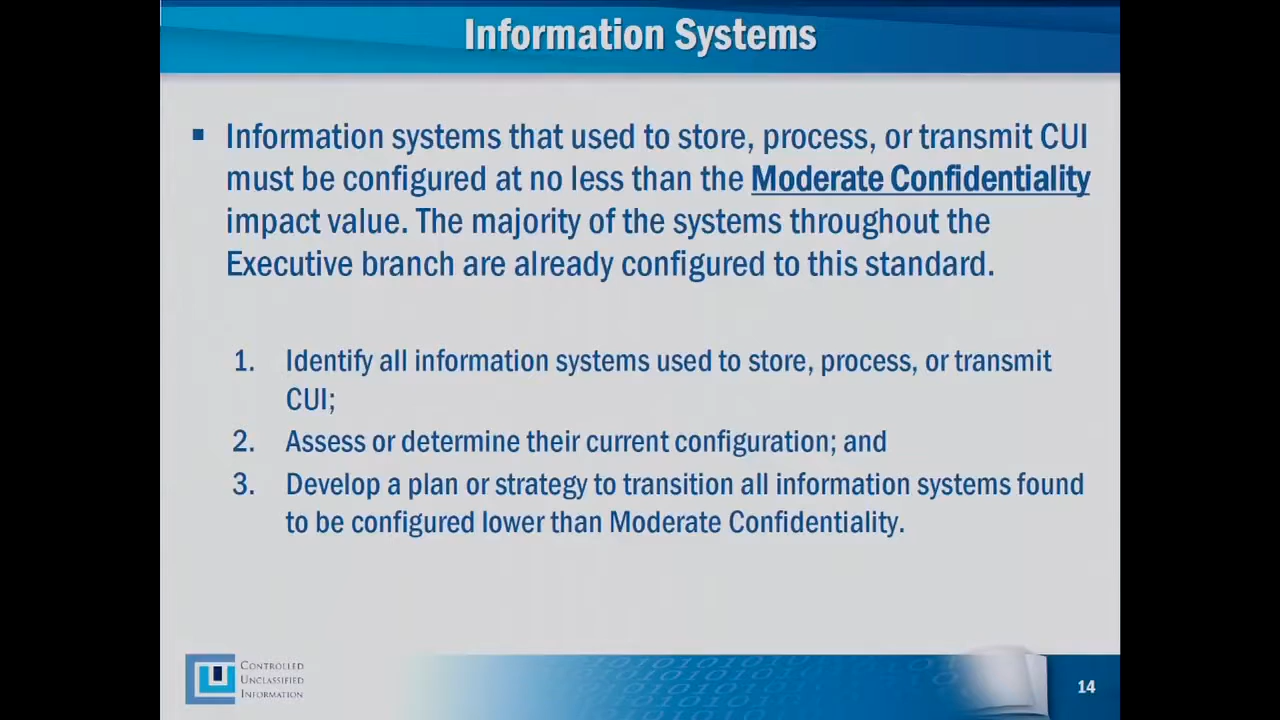 Information Systems
▪ Information systems that used to store, process, or transmit CUI
must be configured at no less than the Moderate Confidentiality
impact value. The majority of the systems throughout the
Executive branch are already configured to this standard.
1. Identify all information systems used to store, process, or transmit
CUI;
2. Assess or determine their current configuration; and
3. Develop a plan or strategy to transition all information systems found
to be configured lower than Moderate Confidentiality.
CONTROLLED
UNCLASSIFIED
INFORMATION
14